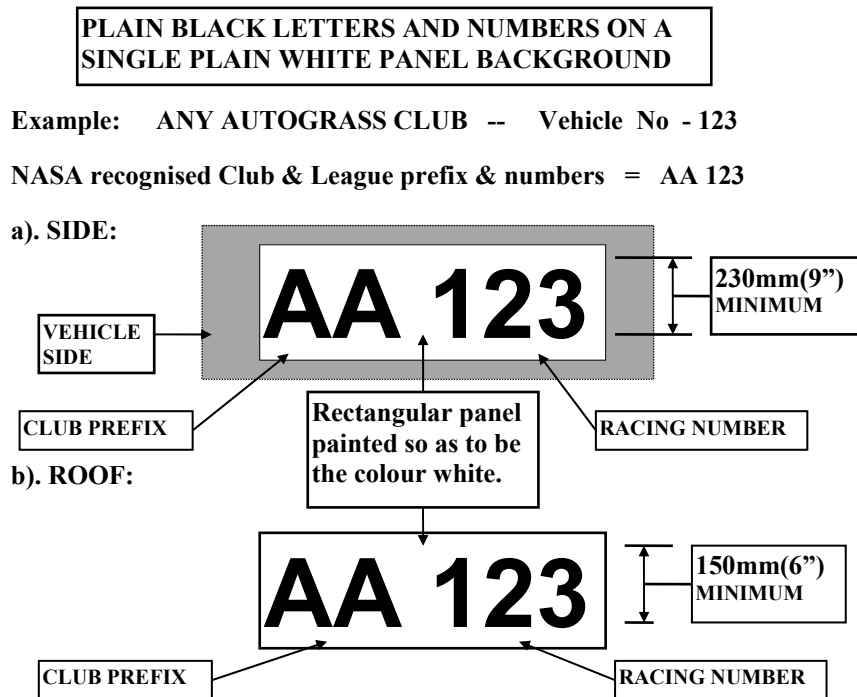 PLAIN BLACK LETTERS AND NUMBERS ON A
SINGLE PLAIN WHITE PANEL BACKGROUND
Example: ANY AUTOGRASS CLUB -- Vehicle No - 123
NASA recognised Club & League prefix & numbers = AA 123
a). SIDE:
AA 123
230mm(9”)
MINIMUM
VEHICLE
SIDE
CLUB PREFIX
Rectangular panel
painted so as to be
the colour white.
RACING NUMBER
b). ROOF:
AA 123
150mm(6”)
MINIMUM
CLUB PREFIX
RACING NUMBER